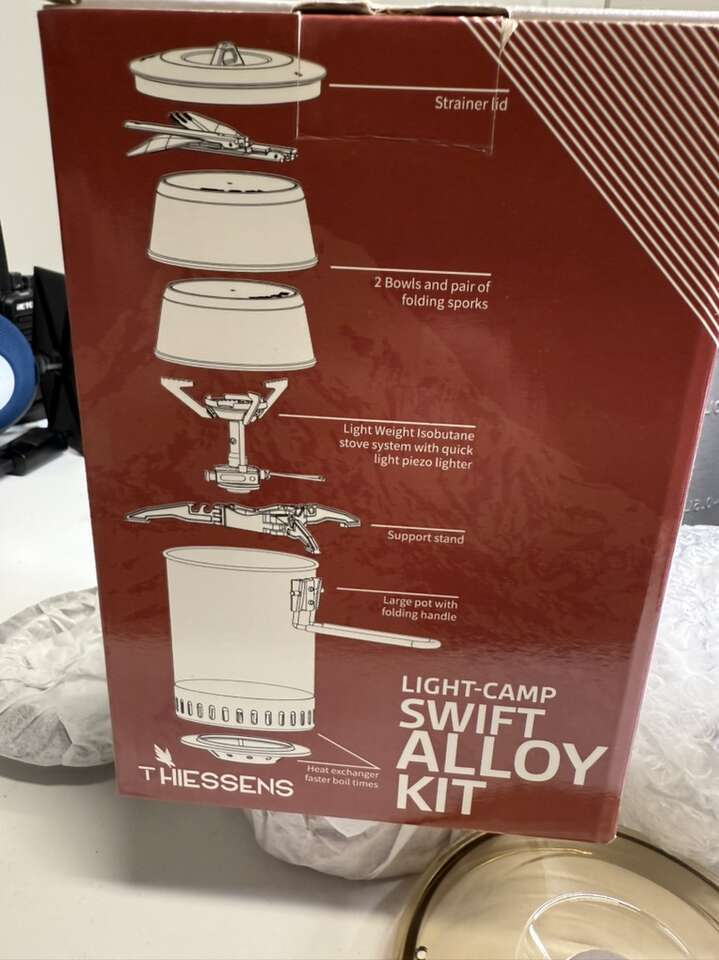 Strainer lid
2 Bowls and pair of
folding sporks
Light Weight Isobutane
stove system with quick
light piezo lighter
Support stand
Large pot with
folding handle
LIGHT-CAMP
SWIFT
ALLOY
KIT
Heat exchanger
faster boil times
THIESSENS